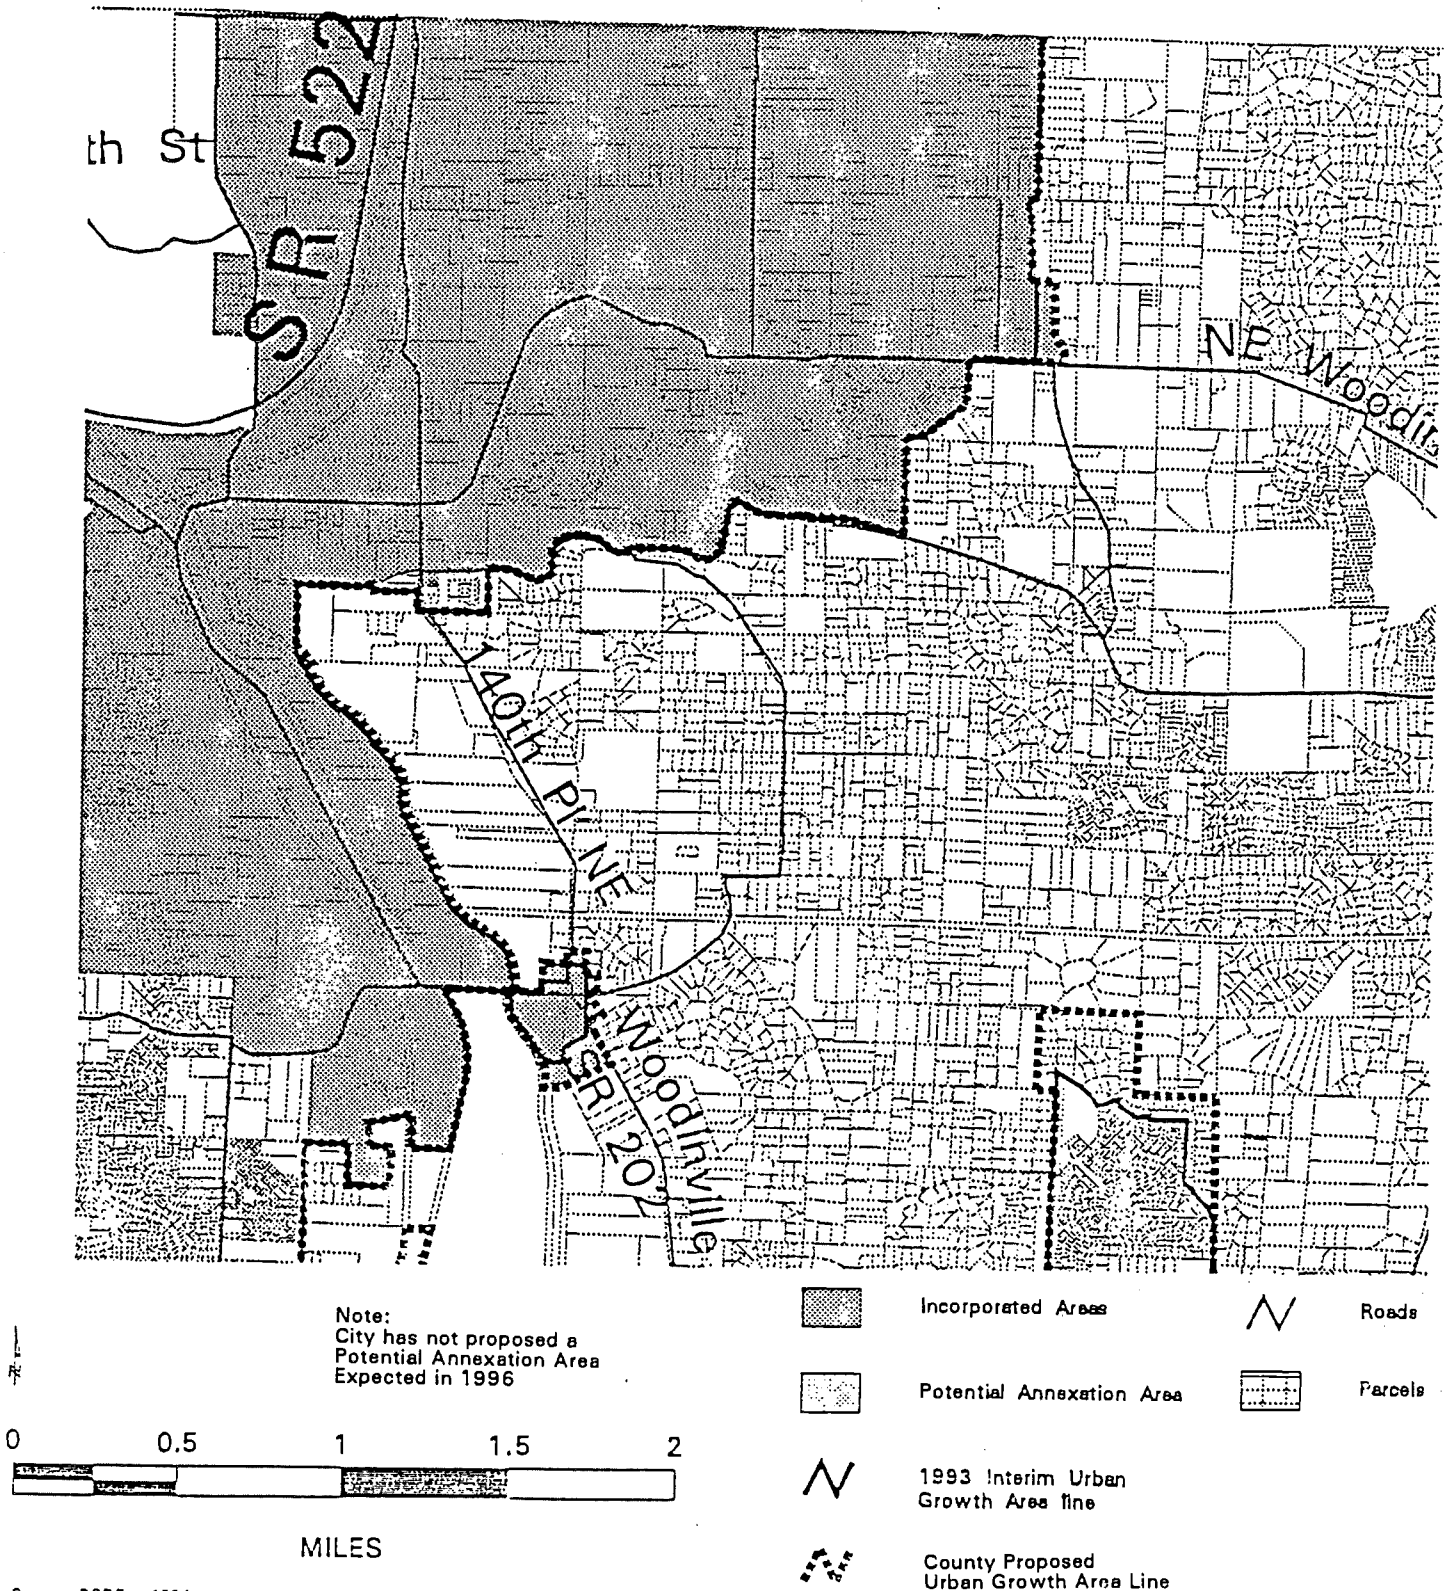 SR 522
th St
NE Woodin
140th Pl NE
Woodinville
SR 202
Note:
City has not proposed a
Potential Annexation Area
Expected in 1996
Incorporated Areas
Roads
Potential Annexation Area
Parcels
0 0.5 1 1.5 2
MILES
1993 Interim Urban
Growth Area line
County Proposed
Urban Growth Area Line
N